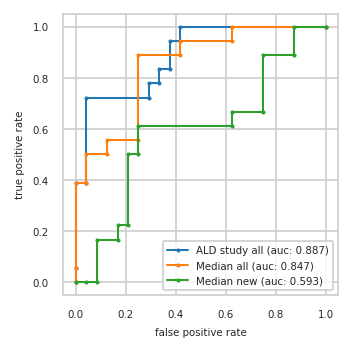 1.0
0.8
0.6
0.4
0.2
0.0
true positive rate
ALD study all (auc: 0.887)
Median all (auc: 0.847)
Median new (auc: 0.593)
0.0 0.2 0.4 0.6 0.8 1.0
false positive rate